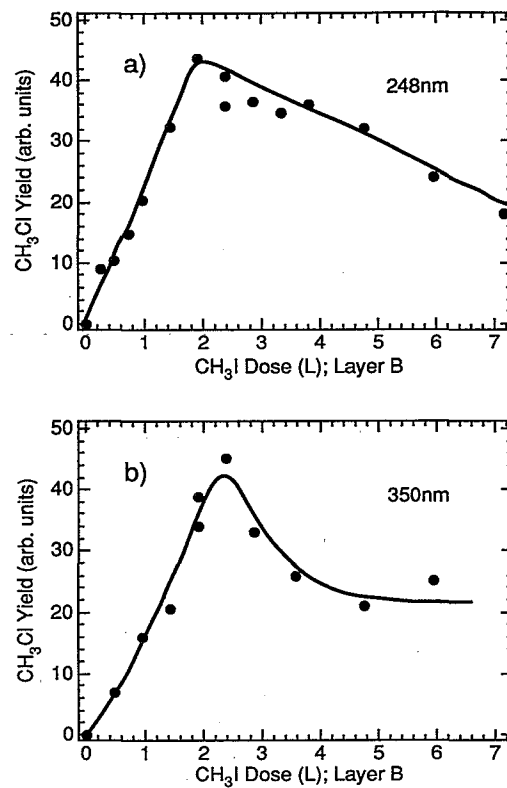 50
40
30
20
10
0
CH₃Cl Yield (arb. units)
a)
248nm
0 1 2 3 4 5 6 7
CH₃I Dose (L); Layer B
50
40
30
20
10
0
CH₃Cl Yield (arb. units)
b)
350nm
0 1 2 3 4 5 6 7
CH₃I Dose (L); Layer B